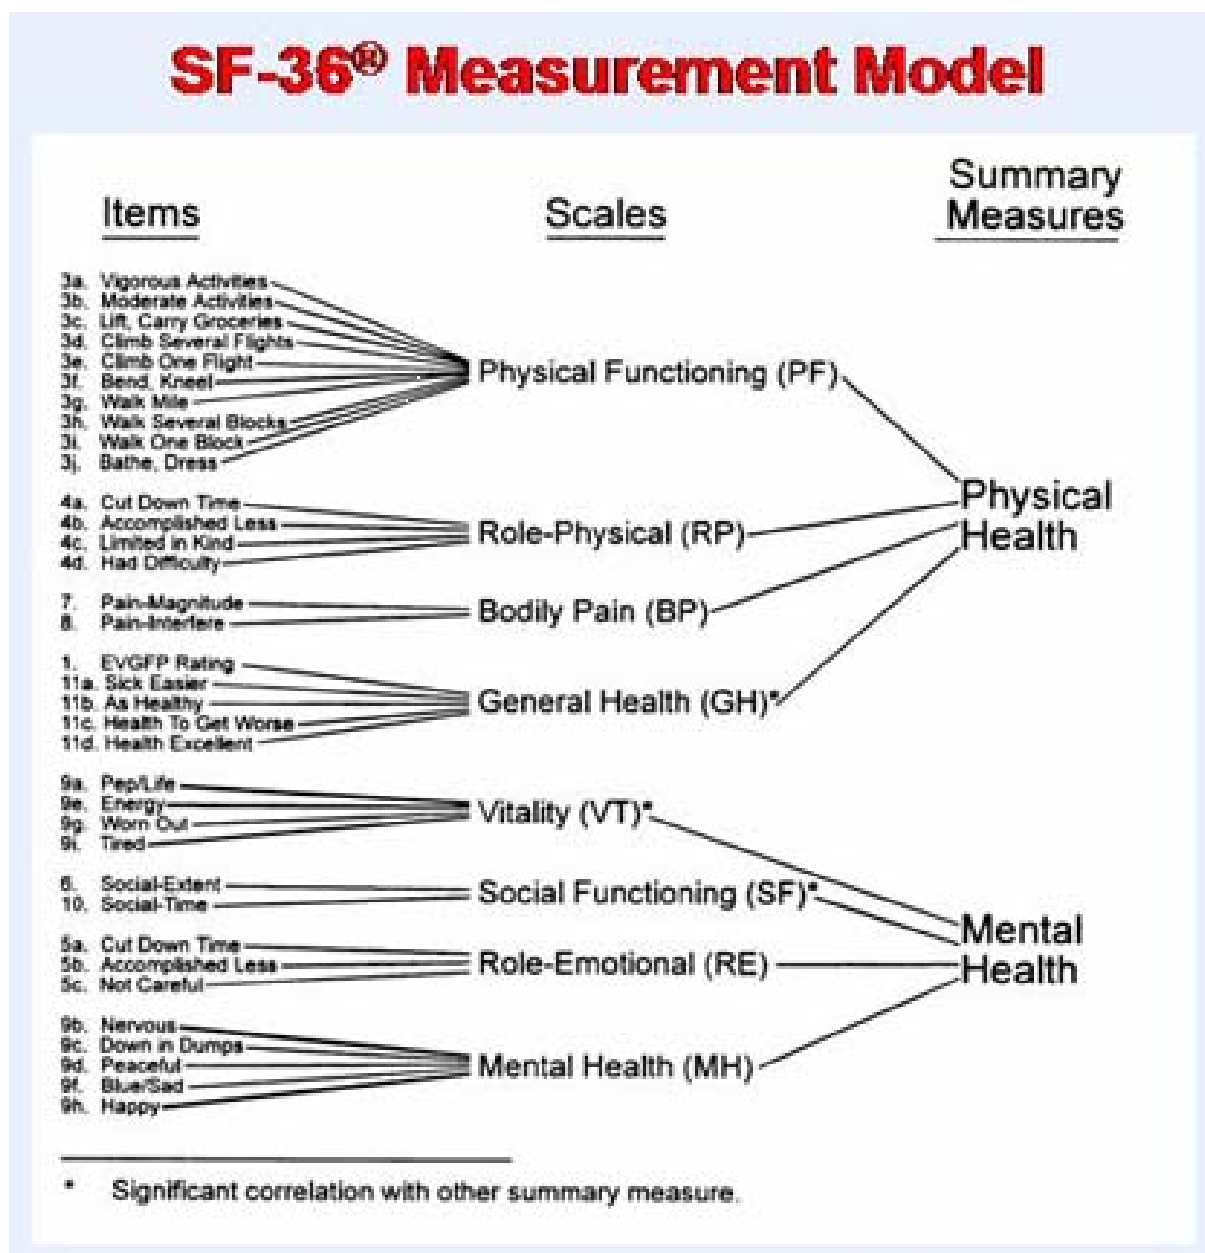 SF-36® Measurement Model
Items
Scales
Summary
Measures
3a. Vigorous Activities
3b. Moderate Activities
3c. Lift, Carry Groceries
3d. Climb Several Flights
3e. Climb One Flight
3f. Bend, Kneel
3g. Walk Mile
3h. Walk Several Blocks
3i. Walk One Block
3j. Bathe, Dress
Physical Functioning (PF)
4a. Cut Down Time
4b. Accomplished Less
4c. Limited in Kind
4d. Had Difficulty
Role-Physical (RP)
7. Pain-Magnitude
8. Pain-Interfere
Bodily Pain (BP)
1. EVGFP Rating
11a. Sick Easier
11b. As Healthy
11c. Health To Get Worse
11d. Health Excellent
General Health (GH)*
Physical
Health
9a. Pep/Life
9e. Energy
9g. Worn Out
9i. Tired
Vitality (VT)*
6. Social-Extent
10. Social-Time
Social Functioning (SF)*
5a. Cut Down Time
5b. Accomplished Less
5c. Not Careful
Role-Emotional (RE)
9b. Nervous
9c. Down in Dumps
9d. Peaceful
9f. Blue/Sad
9h. Happy
Mental Health (MH)
Mental
Health
* Significant correlation with other summary measure.